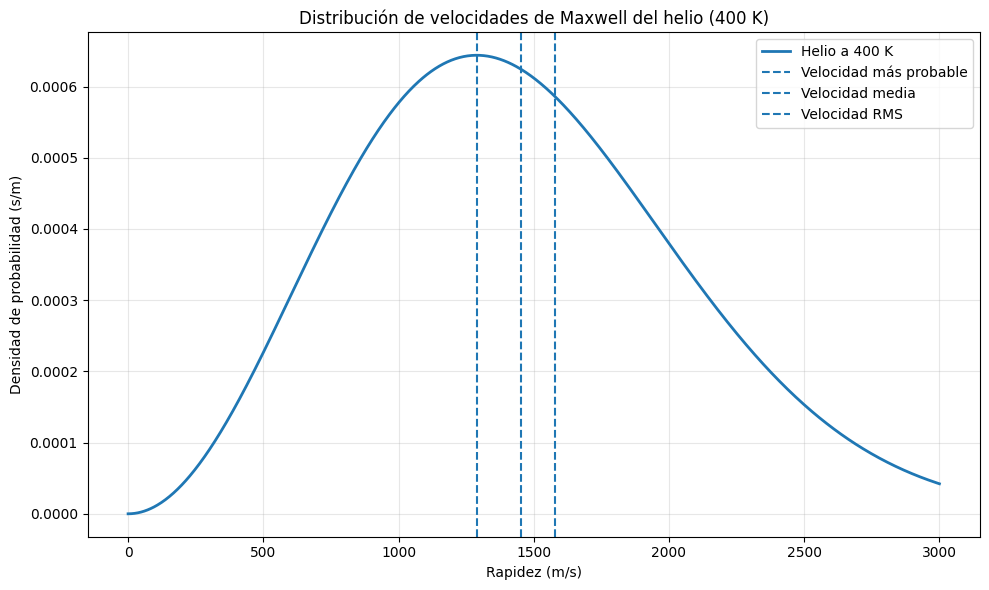 Distribución de velocidades de Maxwell del helio (400 K)
Helio a 400 K
Velocidad más probable
Velocidad media
Velocidad RMS
Densidad de probabilidad (s/m)
0.0006
0.0005
0.0004
0.0003
0.0002
0.0001
0.0000
0 500 1000 1500 2000 2500 3000
Rapidez (m/s)